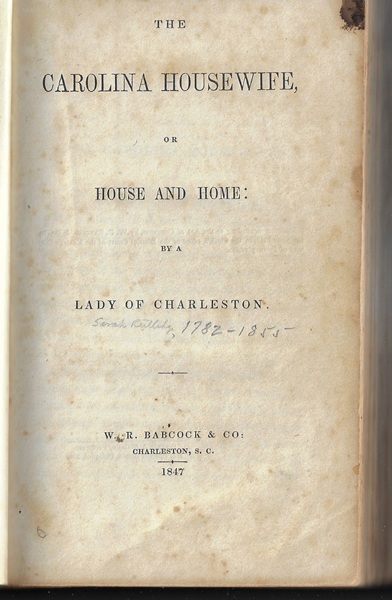 THE
CAROLINA HOUSEWIFE,
OR
HOUSE AND HOME:
BY A
LADY OF CHARLESTON.
Sarah Rutledge 1782-1855
W. R. BABCOCK & CO:
CHARLESTON, S. C.
1847